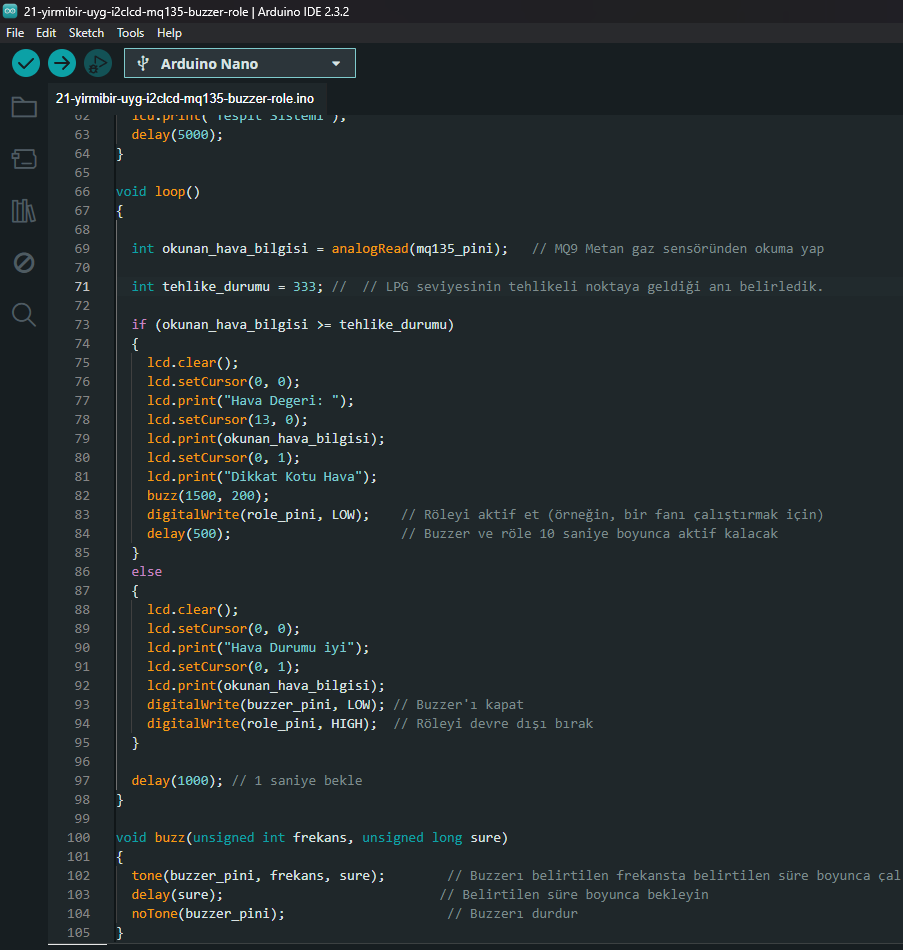 21-yirmibir-uyg-i2clcd-mq135-buzzer-role | Arduino IDE 2.3.2
File Edit Sketch Tools Help
Arduino Nano
21-yirmibir-uyg-i2clcd-mq135-buzzer-role.ino
62 lcd.print("Tespit Sistemi");
63 delay(5000);
64 }
65
66 void loop()
67 {
68
69 int okunan_hava_bilgisi = analogRead(mq135_pini); // MQ9 Metan gaz sensöründen okuma yap
70
71 int tehlike_durumu = 333; // // LPG seviyesinin tehlikeli noktaya geldiği anı belirledik.
72
73 if (okunan_hava_bilgisi >= tehlike_durumu)
74 {
75 lcd.clear();
76 lcd.setCursor(0, 0);
77 lcd.print("Hava Degeri: ");
78 lcd.setCursor(13, 0);
79 lcd.print(okunan_hava_bilgisi);
80 lcd.setCursor(0, 1);
81 lcd.print("Dikkat Kotu Hava");
82 buzz(1500, 200);
83 digitalWrite(role_pini, LOW); // Röleyi aktif et (örneğin, bir fanı çalıştırmak için)
84 delay(500); // Buzzer ve röle 10 saniye boyunca aktif kalacak
85 }
86 else
87 {
88 lcd.clear();
89 lcd.setCursor(0, 0);
90 lcd.print("Hava Durumu iyi");
91 lcd.setCursor(0, 1);
92 lcd.print(okunan_hava_bilgisi);
93 digitalWrite(buzzer_pini, LOW); // Buzzer'ı kapat
94 digitalWrite(role_pini, HIGH); // Röleyi devre dışı bırak
95 }
96
97 delay(1000); // 1 saniye bekle
98 }
99
100 void buzz(unsigned int frekans, unsigned long sure)
101 {
102 tone(buzzer_pini, frekans, sure); // Buzzerı belirtilen frekansta belirtilen süre boyunca çal
103 delay(sure); // Belirtilen süre boyunca bekleyin
104 noTone(buzzer_pini); // Buzzerı durdur
105 }